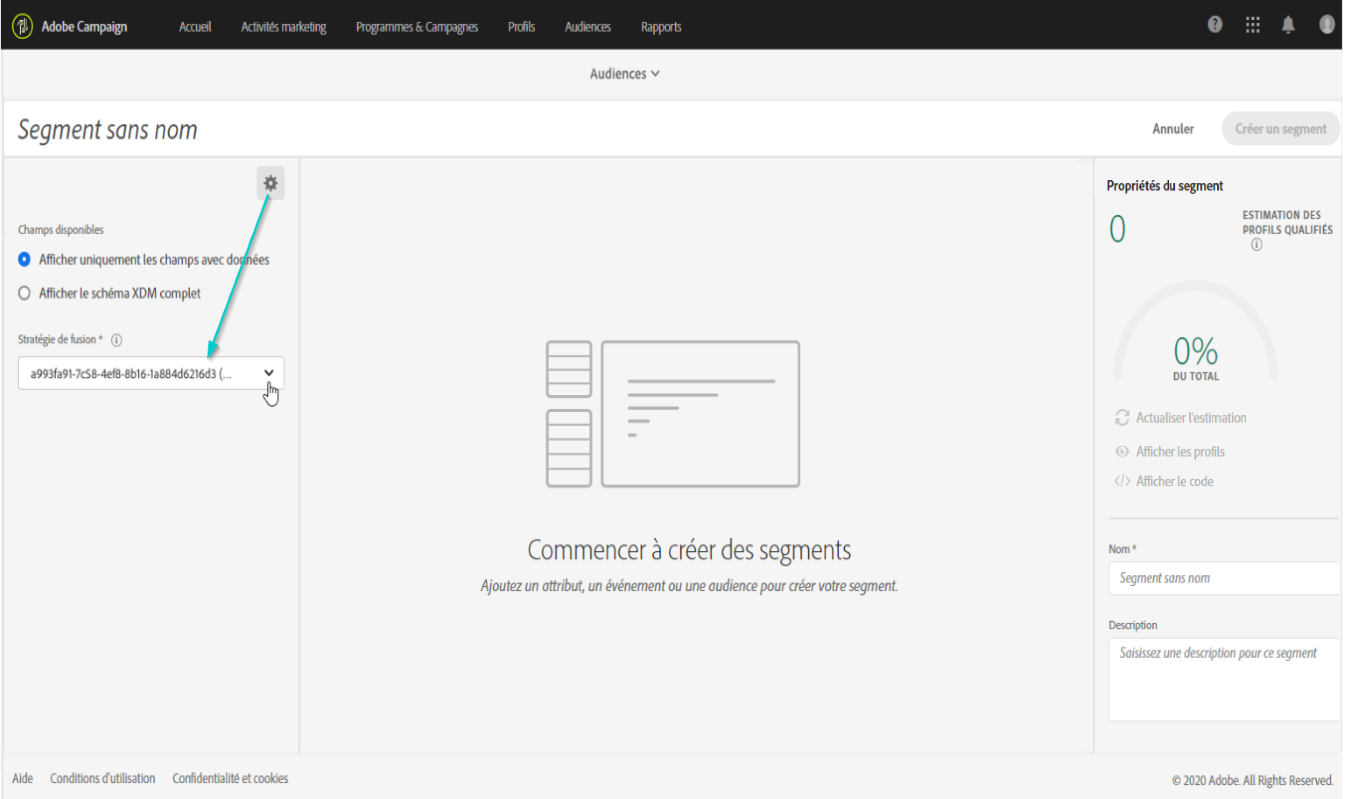 Adobe Campaign Accueil Activités marketing Programmes & Campagnes Profils Audiences Rapports
Audiences
Segment sans nom
Annuler Créer un segment
Champs disponibles
Afficher uniquement les champs avec données
Afficher le schéma XDM complet
Stratégie de fusion *
a993fa91-7c58-4ef8-8b16-1a884d6216d3 (...
Commencer à créer des segments
Ajoutez un attribut, un événement ou une audience pour créer votre segment.
Propriétés du segment
0
ESTIMATION DES
PROFILS QUALIFIÉS
0%
DU TOTAL
Actualiser l'estimation
Afficher les profils
</> Afficher le code
Nom *
Segment sans nom
Description
Saisissez une description pour ce segment
Aide Conditions d'utilisation Confidentialité et cookies
© 2020 Adobe. All Rights Reserved.